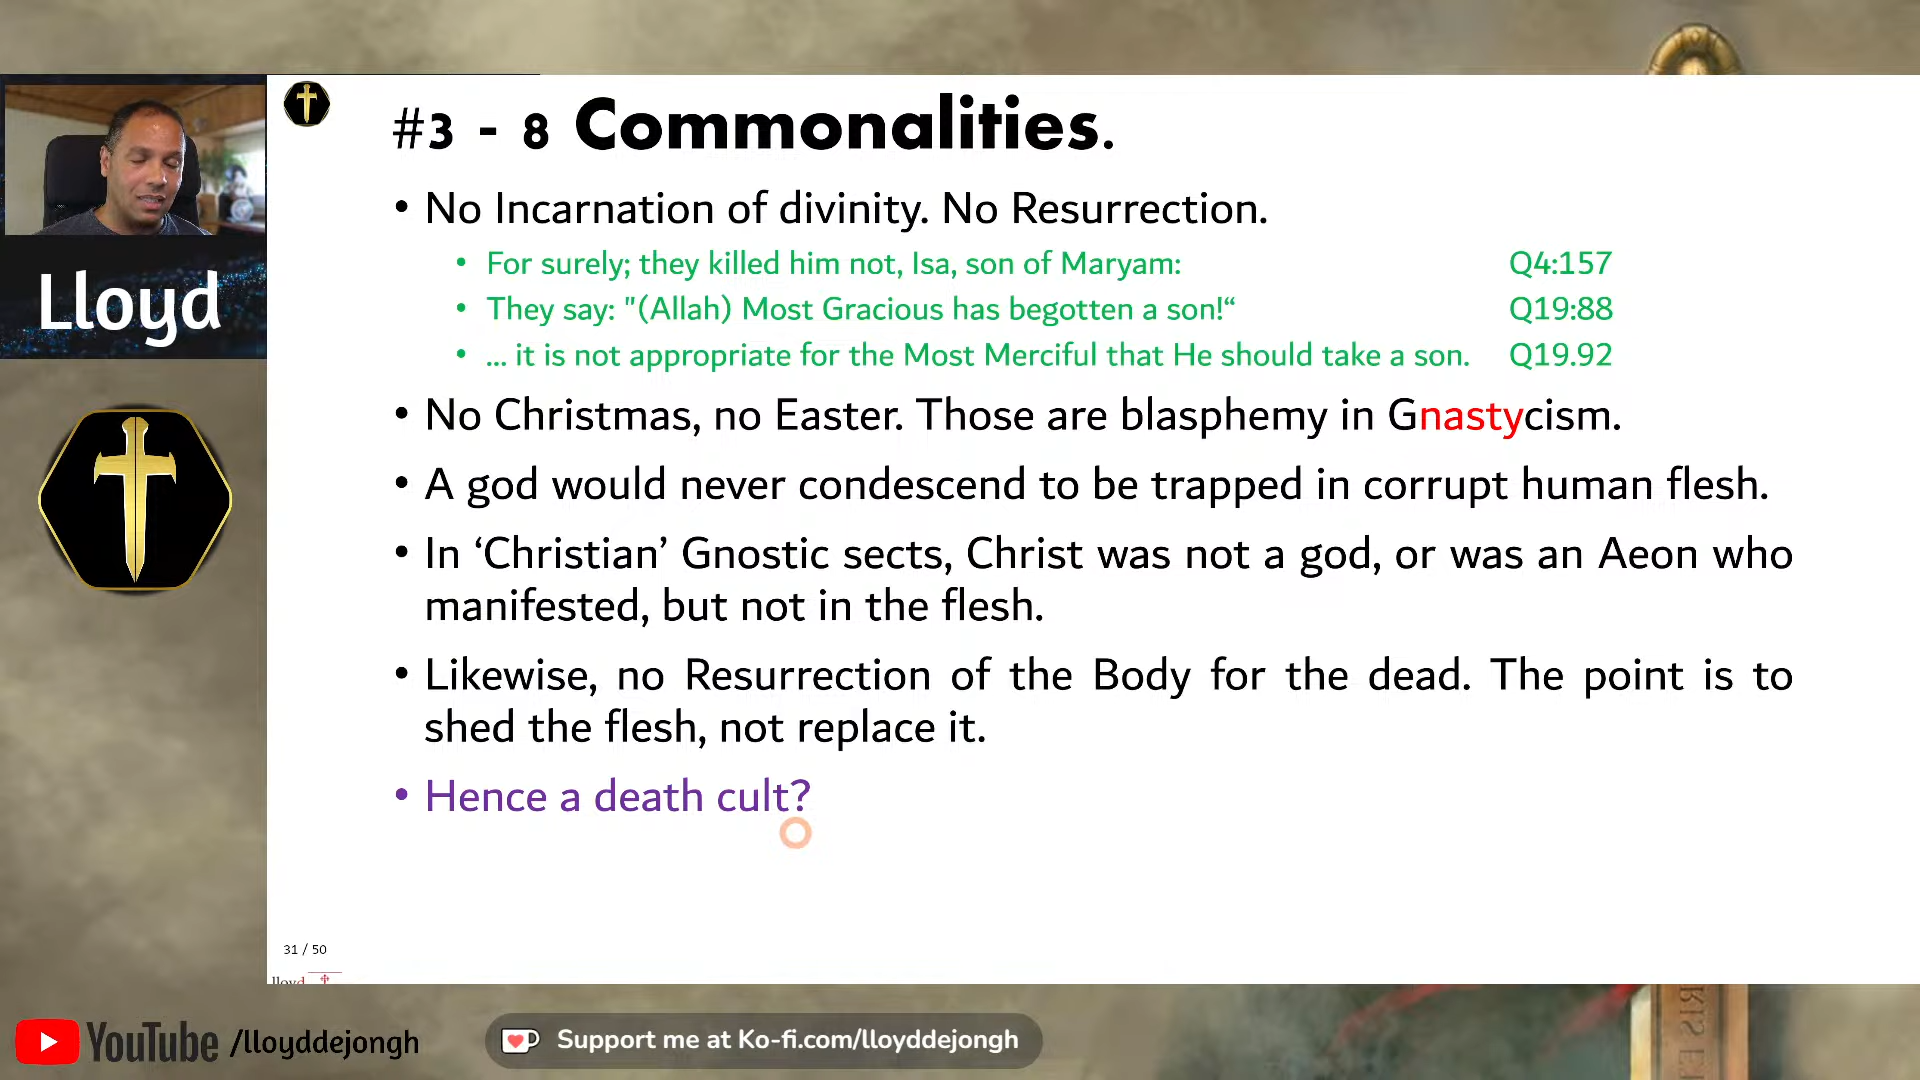 #3 - 8 Commonalities.
• No Incarnation of divinity. No Resurrection.
• For surely; they killed him not, Isa, son of Maryam: Q4:157
• They say: "(Allah) Most Gracious has begotten a son!“ Q19:88
• ... it is not appropriate for the Most Merciful that He should take a son. Q19.92
• No Christmas, no Easter. Those are blasphemy in Gnastycism.
• A god would never condescend to be trapped in corrupt human flesh.
• In ‘Christian’ Gnostic sects, Christ was not a god, or was an Aeon who
manifested, but not in the flesh.
• Likewise, no Resurrection of the Body for the dead. The point is to
shed the flesh, not replace it.
• Hence a death cult?
Lloyd
31 / 50
lloyd
YouTube /lloyddejongh
Support me at Ko-fi.com/lloyddejongh